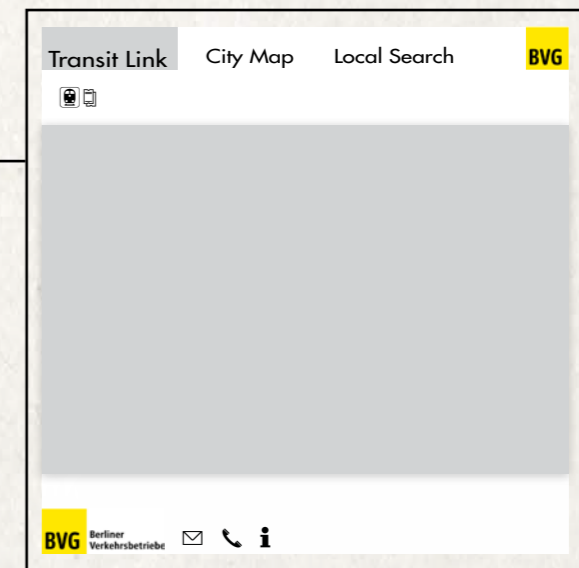 Transit Link City Map Local Search BVG
BVG Berliner
Verkehrsbetriebe